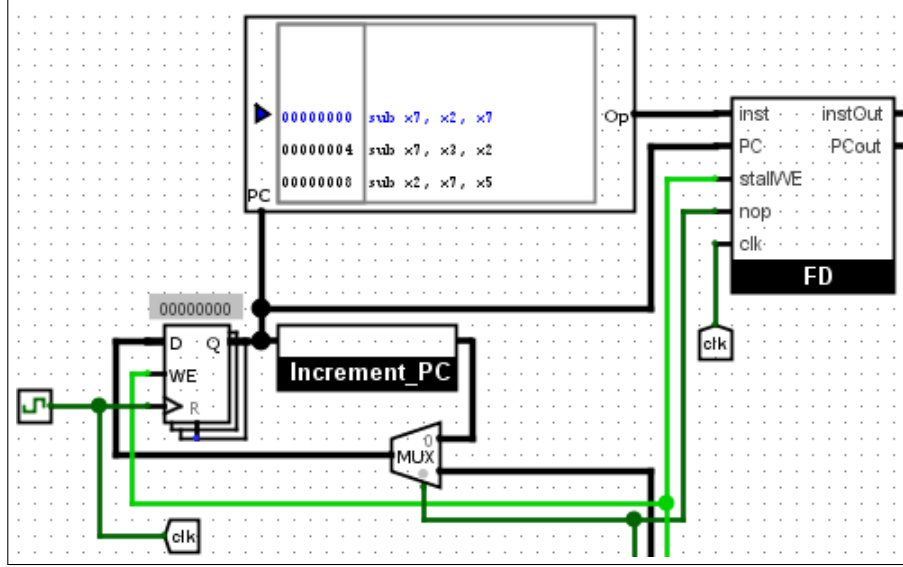 00000000 sub x7, x2, x7
00000004 sub x7, x3, x2
00000008 sub x2, x7, x5
Op
PC
inst instOut
PC PCout
stallWE
nop
clk
FD
clk
00000000
D Q
WE
R
Increment_PC
0
MUX
clk